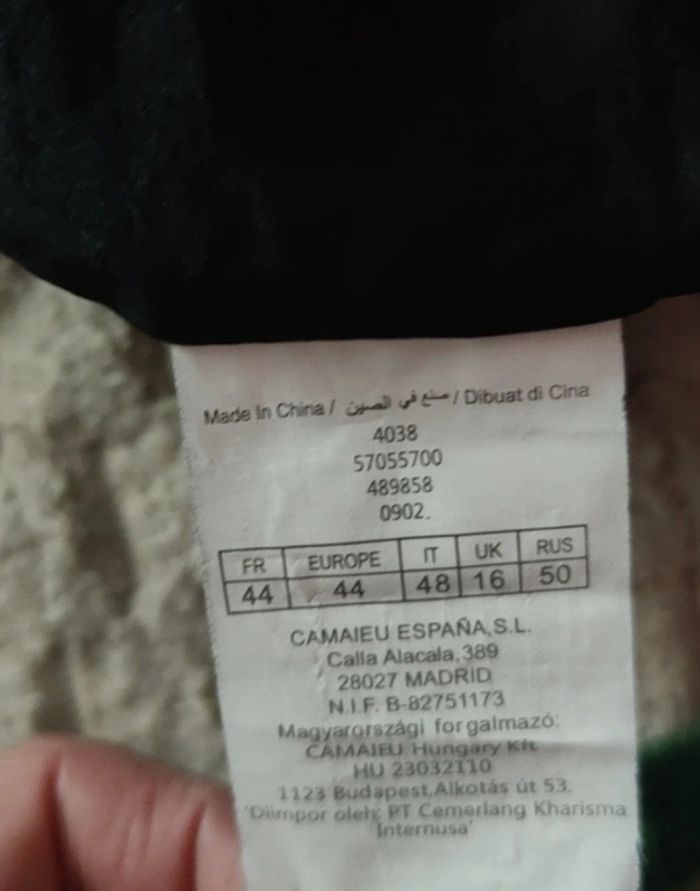 Made In China / صنع في الصين / Dibuat di Cina
4038
57055700
489858
0902.
FR EUROPE IT UK RUS
44 44 48 16 50
CAMAIEU ESPAÑA,S.L.
Calla Alacala,389
28027 MADRID
N.I.F. B-82751173
Magyarországi forgalmazó:
CAMAIEU Hungary Kft
HU 23032110
1123 Budapest,Alkotás út 53.
'Diimpor oleh: PT Cemerlang Kharisma
Internusa'